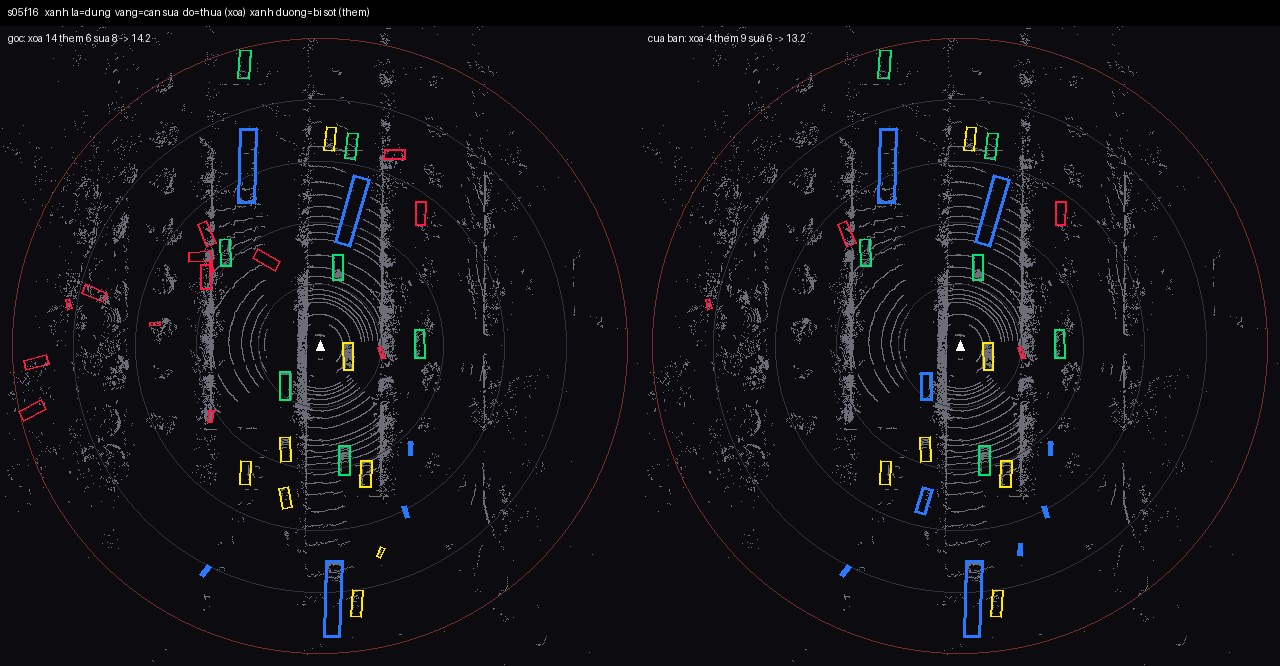 s05f16 xanh la=dung vang=can sua do=thua (xoa) xanh duong=bi sot (them)
goc: xoa 14 them 6 sua 8 -> 14.2
cua ban: xoa 4 them 9 sua 6 -> 13.2